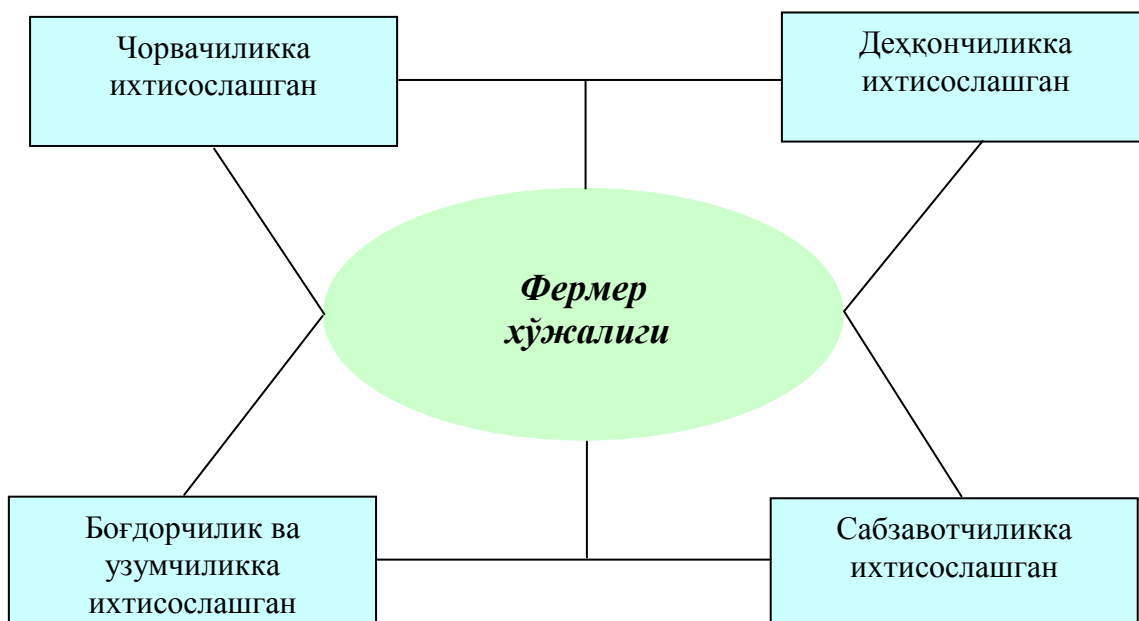 Чорвачиликка
ихтисослашган
Деҳқончиликка
ихтисослашган
Фермер
хўжалиги
Боғдорчилик ва
узумчиликка
ихтисослашган
Сабзавотчиликка
ихтисослашган